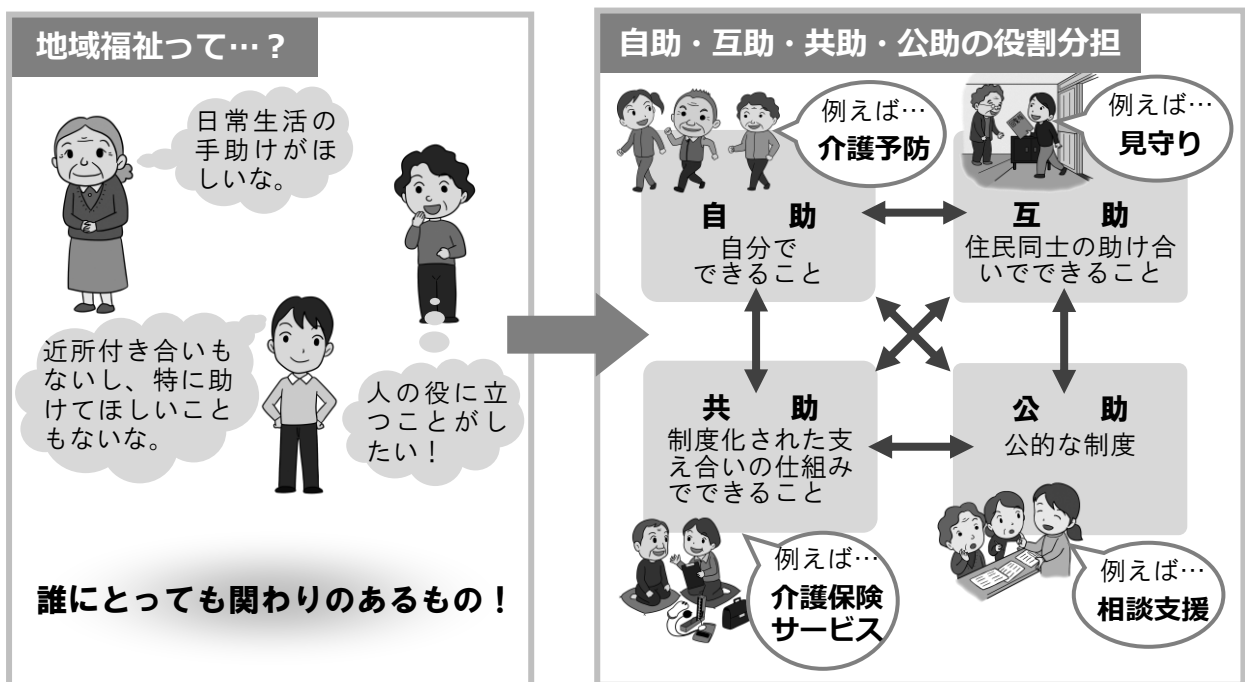 地域福祉って…？
日常生活の
手助けがほ
しいな。
近所付き合いも
ないし、特に助
けてほしいこと
もないな。
人の役に立
つことがし
たい！
誰にとっても関わりのあるもの！
自助・互助・共助・公助の役割分担
例えば…
介護予防
自　助
自分で
できること
例えば…
見守り
互　助
住民同士の助け合
いでできること
共　助
制度化された支
え合いの仕組み
でできること
例えば…
介護保険
サービス
公　助
公的な制度
例えば…
相談支援